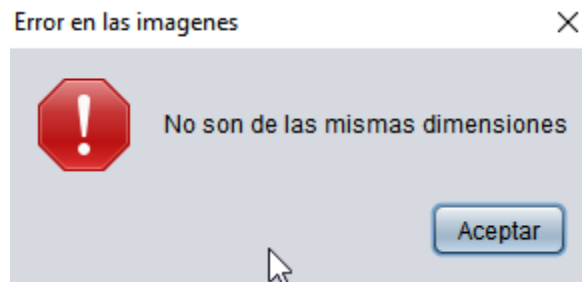 Error en las imagenes
No son de las mismas dimensiones
Aceptar